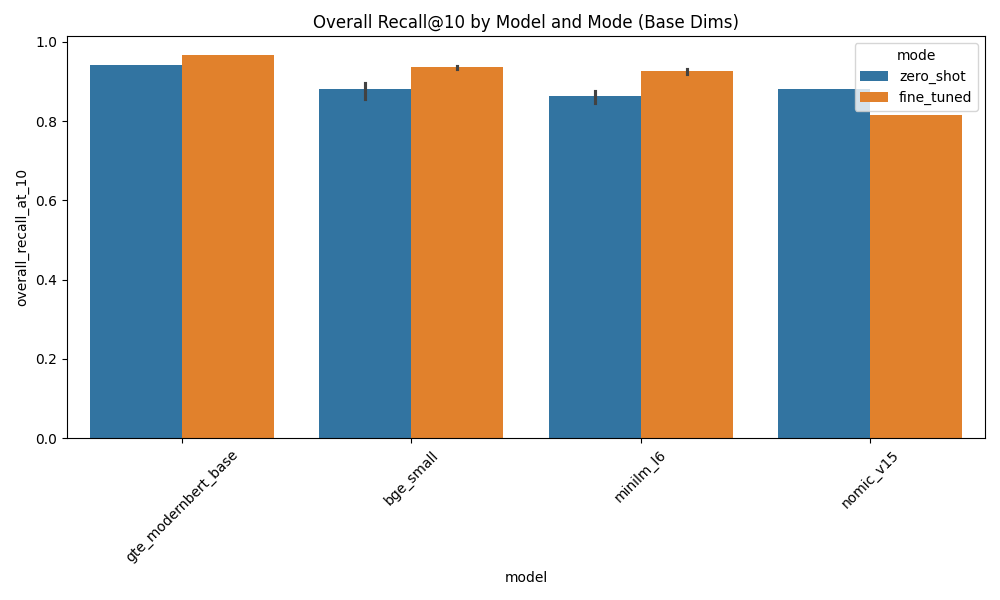 Overall Recall@10 by Model and Mode (Base Dims)
mode
zero_shot
fine_tuned
overall_recall_at_10
1.0
0.8
0.6
0.4
0.2
0.0
gte_modernbert_base
bge_small
minilm_l6
nomic_v15
model